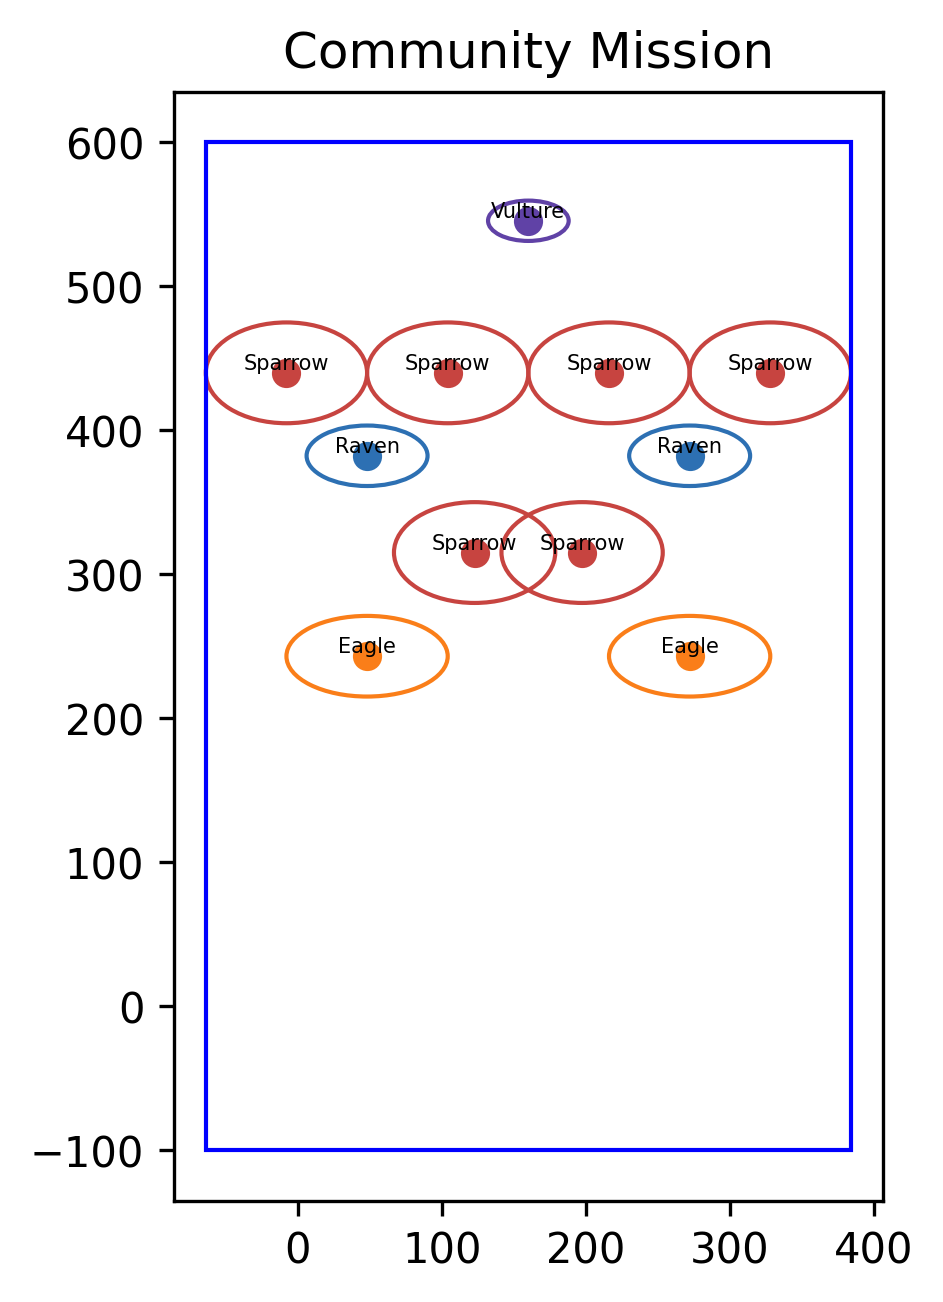 Community Mission
600
Vulture
500
Sparrow Sparrow Sparrow Sparrow
400
Raven Raven
Sparrow Sparrow
300
Eagle Eagle
200
100
0
−100
0 100 200 300 400